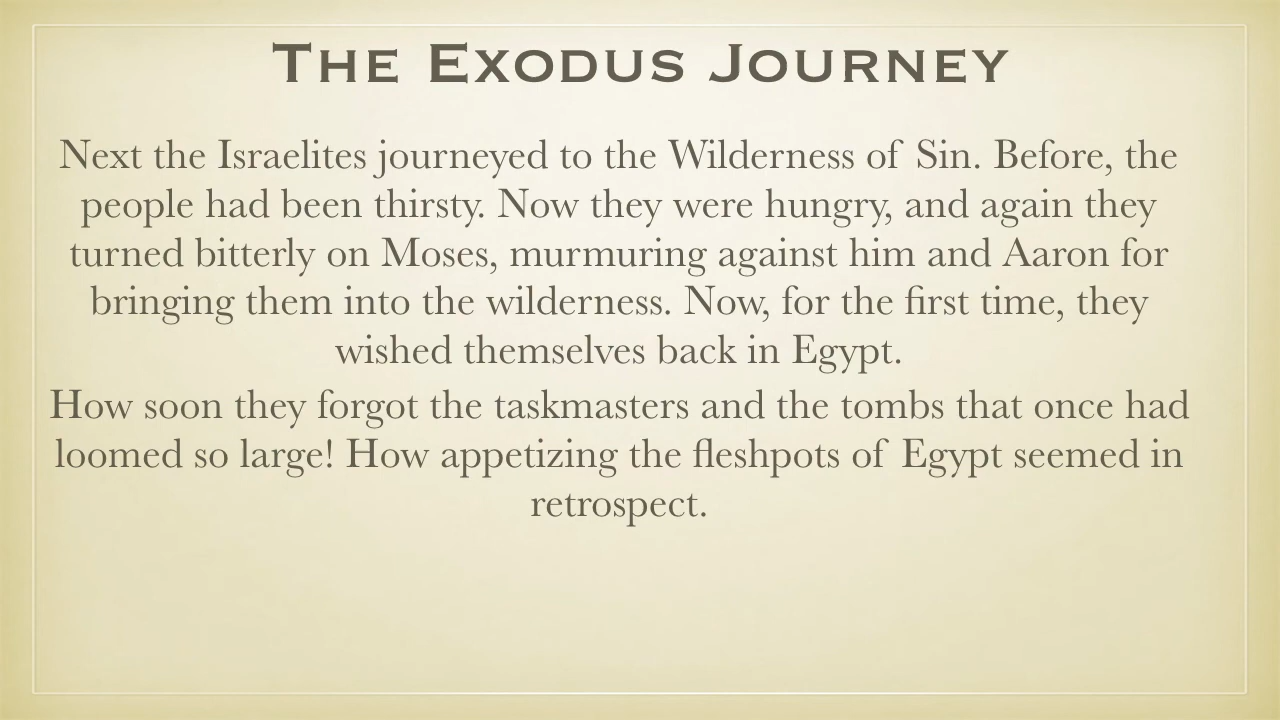 The Exodus Journey
Next the Israelites journeyed to the Wilderness of Sin. Before, the
people had been thirsty. Now they were hungry, and again they
turned bitterly on Moses, murmuring against him and Aaron for
bringing them into the wilderness. Now, for the first time, they
wished themselves back in Egypt.
How soon they forgot the taskmasters and the tombs that once had
loomed so large! How appetizing the fleshpots of Egypt seemed in
retrospect.